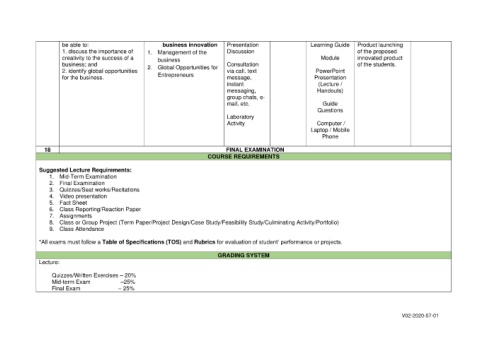 be able to:
1. discuss the importance of
creativity to the success of a
business; and
2. identify global opportunities
for the business.
business innovation
1. Management of the
business
2. Global Opportunities for
Entrepreneurs
Presentation
Discussion
Consultation
via call, text
message,
instant
messaging,
group chats, e-
mail, etc.
Laboratory
Activity
Learning Guide
Module
PowerPoint
Presentation
(Lecture /
Handouts)
Guide
Questions
Computer /
Laptop / Mobile
Phone
Product launching
of the proposed
innovated product
of the students.
18 FINAL EXAMINATION
COURSE REQUIREMENTS
Suggested Lecture Requirements:
1. Mid-Term Examination
2. Final Examination
3. Quizzes/Seat works/Recitations
4. Video presentation
5. Fact Sheet
6. Class Reporting/Reaction Paper
7. Assignments
8. Class or Group Project (Term Paper/Project Design/Case Study/Feasibility Study/Culminating Activity/Portfolio)
9. Class Attendance
*All exams must follow a Table of Specifications (TOS) and Rubrics for evaluation of student' performance or projects.
GRADING SYSTEM
Lecture:
Quizzes/Written Exercises – 20%
Mid-term Exam –25%
Final Exam – 25%
V02-2020-07-01